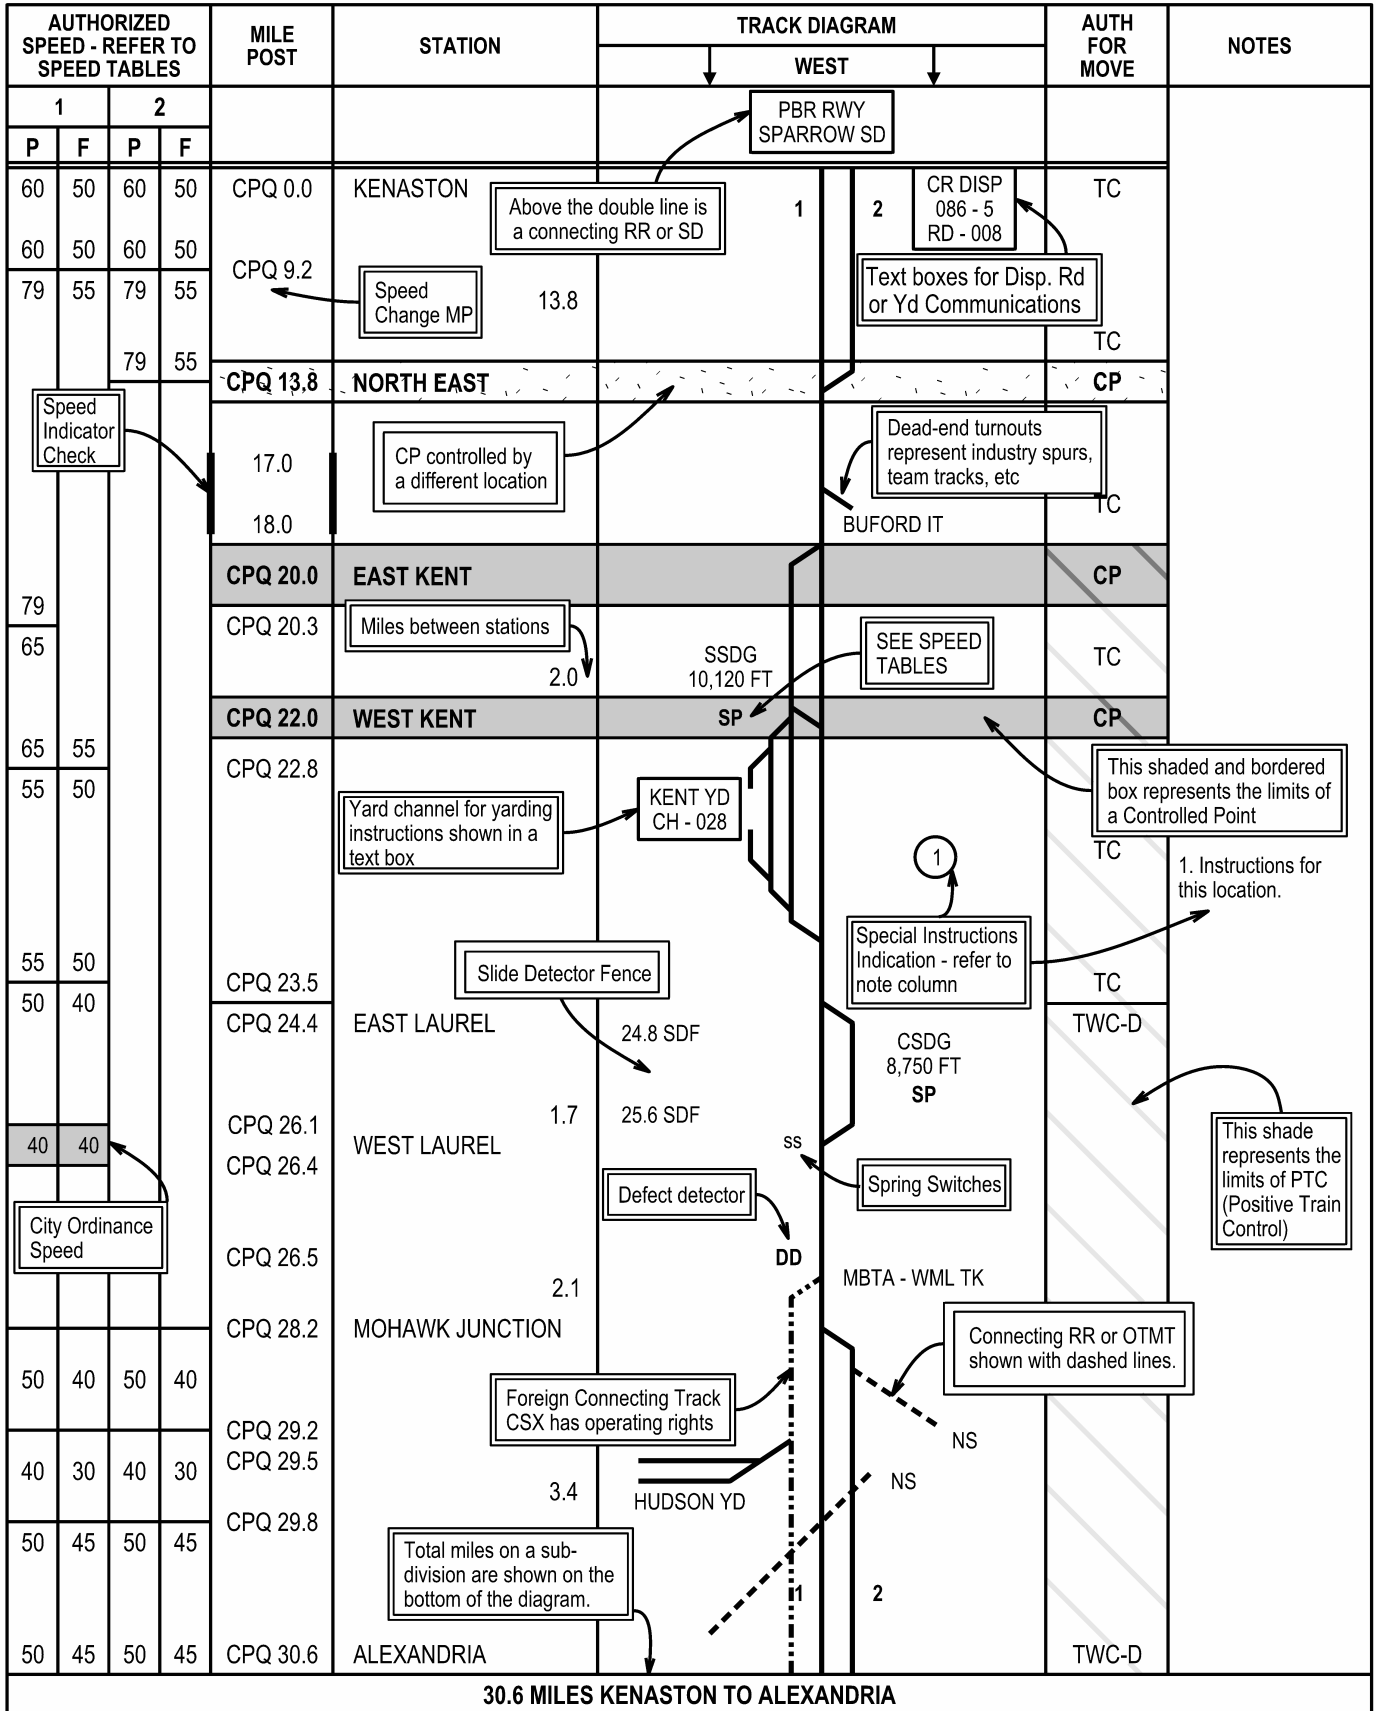 AUTHORIZED
SPEED - REFER TO
SPEED TABLES
MILE
POST
STATION
TRACK DIAGRAM
WEST
AUTH
FOR
MOVE
NOTES
1 2
P F P F
PBR RWY
SPARROW SD
60 50 60 50 CPQ 0.0 KENASTON 1 2 TC
CR DISP
086 - 5
RD - 008
Above the double line is
a connecting RR or SD
60 50 60 50
CPQ 9.2
Text boxes for Disp. Rd
or Yd Communications
79 55 79 55
Speed
Change MP
13.8
TC
79 55
CPQ 13.8 NORTH EAST CP
Speed
Indicator
Check
CP controlled by
a different location
Dead-end turnouts
represent industry spurs,
team tracks, etc
17.0
TC
18.0
BUFORD IT
CPQ 20.0 EAST KENT CP
79
CPQ 20.3
Miles between stations
65
SEE SPEED
TABLES
SSDG
10,120 FT
TC
2.0
CPQ 22.0 WEST KENT SP CP
65 55
CPQ 22.8
55 50
This shaded and bordered
box represents the limits of
a Controlled Point
Yard channel for yarding
instructions shown in a
text box
KENT YD
CH - 028
1
TC
1. Instructions for
this location.
Special Instructions
Indication - refer to
note column
55 50
Slide Detector Fence
CPQ 23.5
TC
50 40
CPQ 24.4 EAST LAUREL
24.8 SDF
TWC-D
CSDG
8,750 FT
SP
1.7 25.6 SDF
CPQ 26.1
40 40
WEST LAUREL
ss
CPQ 26.4
This shade
represents the
limits of PTC
(Positive Train
Control)
Defect detector
Spring Switches
City Ordinance
Speed
CPQ 26.5
DD
MBTA - WML TK
2.1
CPQ 28.2 MOHAWK JUNCTION
Connecting RR or OTMT
shown with dashed lines.
50 40 50 40
Foreign Connecting Track
CSX has operating rights
CPQ 29.2
NS
CPQ 29.5
40 30 40 30
NS
3.4
HUDSON YD
CPQ 29.8
50 45 50 45
Total miles on a sub-
division are shown on the
bottom of the diagram.
1 2
50 45 50 45 CPQ 30.6 ALEXANDRIA TWC-D
30.6 MILES KENASTON TO ALEXANDRIA